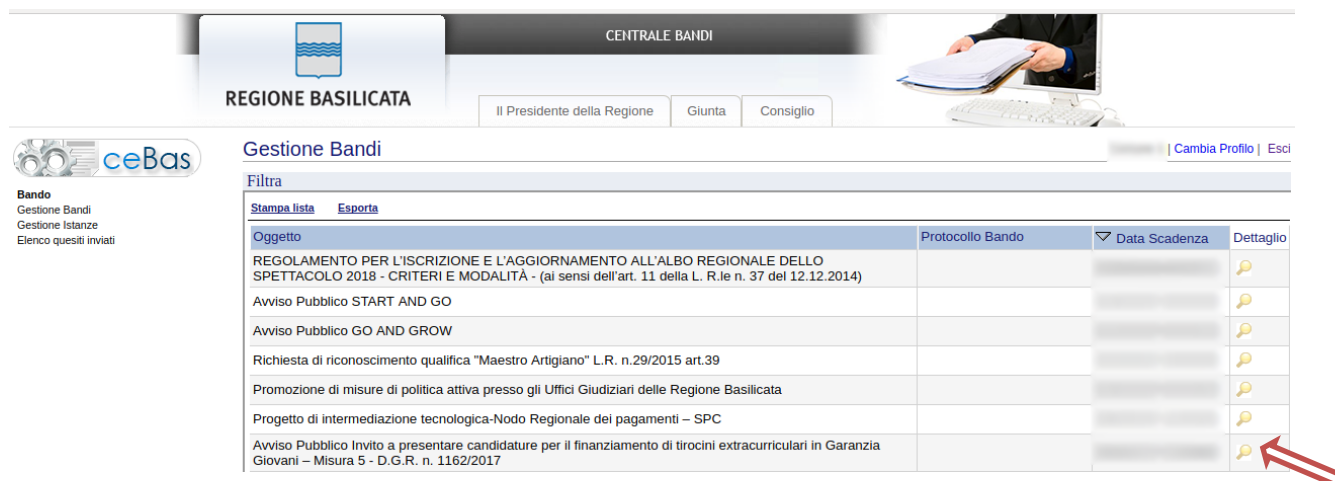 CENTRALE BANDI
REGIONE BASILICATA
Il Presidente della Regione Giunta Consiglio
ceBas
Gestione Bandi
| Cambia Profilo | Esci
Bando
Gestione Bandi
Gestione Istanze
Elenco quesiti inviati
Filtra
Stampa lista Esporta
Oggetto Protocollo Bando Data Scadenza Dettaglio
REGOLAMENTO PER L'ISCRIZIONE E L'AGGIORNAMENTO ALL'ALBO REGIONALE DELLO
SPETTACOLO 2018 - CRITERI E MODALITÀ - (ai sensi dell'art. 11 della L. R.le n. 37 del 12.12.2014)
Avviso Pubblico START AND GO
Avviso Pubblico GO AND GROW
Richiesta di riconoscimento qualifica "Maestro Artigiano" L.R. n.29/2015 art.39
Promozione di misure di politica attiva presso gli Uffici Giudiziari delle Regione Basilicata
Progetto di intermediazione tecnologica-Nodo Regionale dei pagamenti – SPC
Avviso Pubblico Invito a presentare candidature per il finanziamento di tirocini extracurriculari in Garanzia
Giovani – Misura 5 - D.G.R. n. 1162/2017